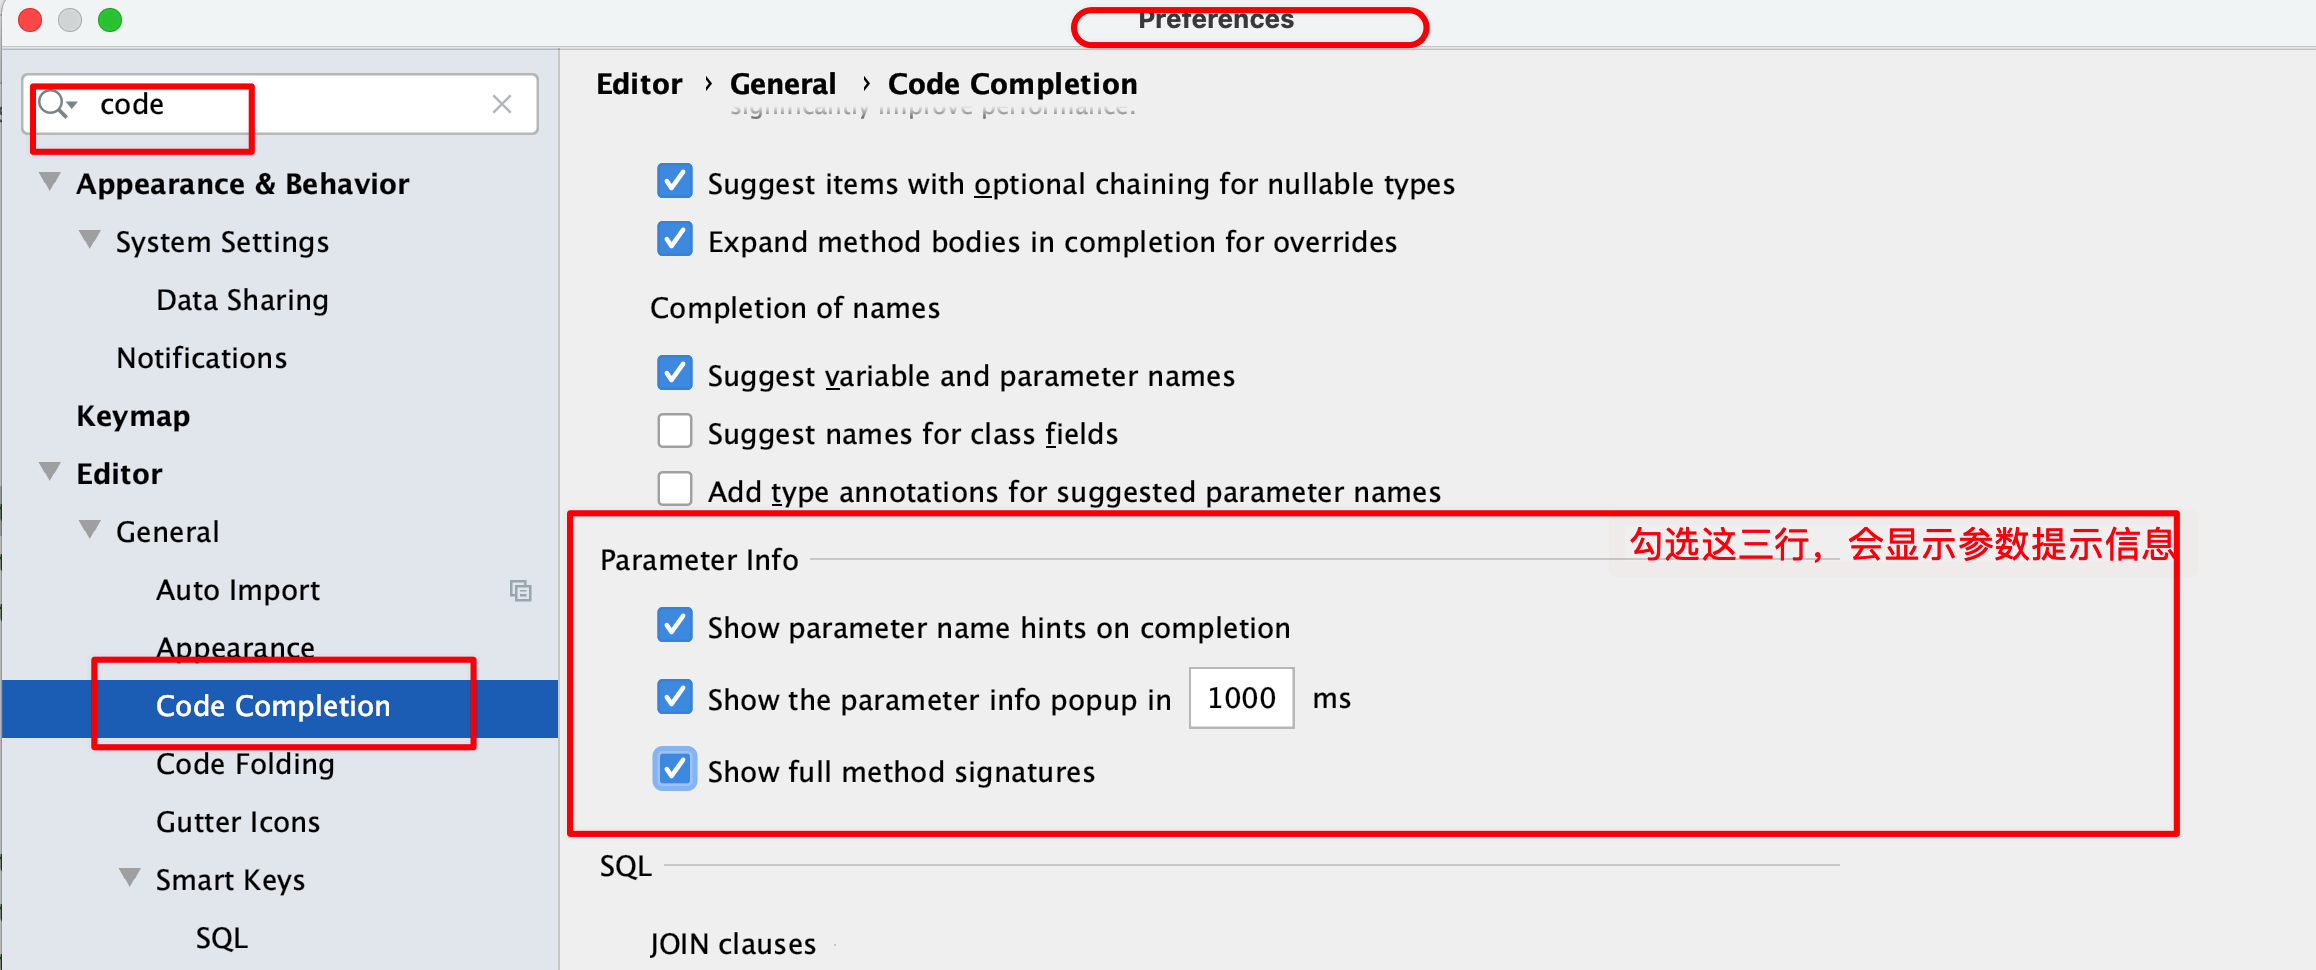 Preferences
code
Appearance & Behavior
System Settings
Data Sharing
Notifications
Keymap
Editor
General
Auto Import
Appearance
Code Completion
Code Folding
Gutter Icons
Smart Keys
SQL
Editor › General › Code Completion
significantly improve performance.
Suggest items with optional chaining for nullable types
Expand method bodies in completion for overrides
Completion of names
Suggest variable and parameter names
Suggest names for class fields
Add type annotations for suggested parameter names
勾选这三行，会显示参数提示信息
Parameter Info
Show parameter name hints on completion
Show the parameter info popup in 1000 ms
Show full method signatures
SQL
JOIN clauses